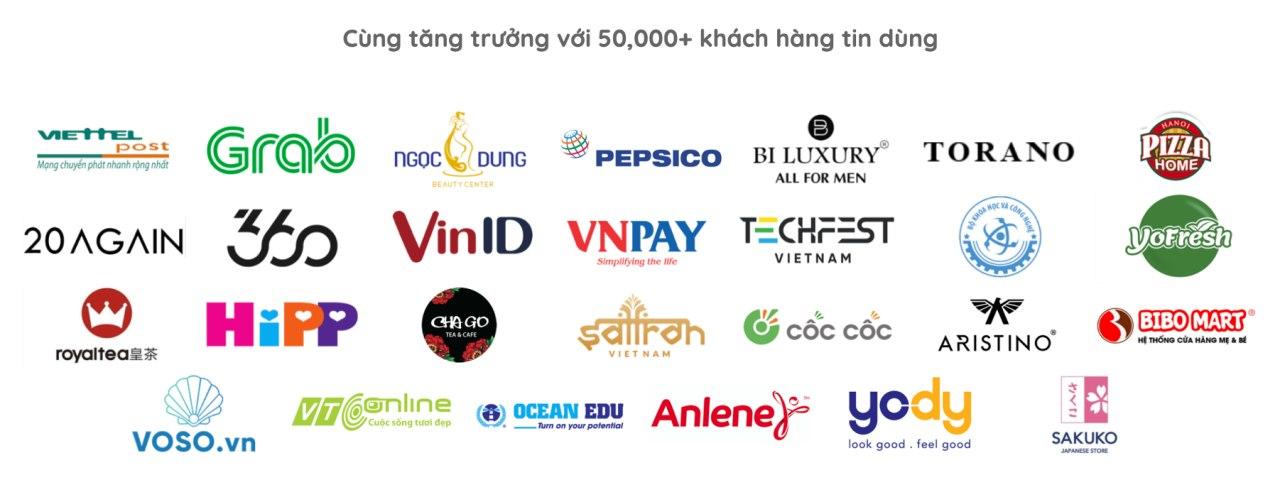 Cùng tăng trưởng với 50,000+ khách hàng tin dùng
VIETTEL
post
Mạng chuyển phát nhanh rộng nhất
Grab
NGỌC DUNG
BEAUTY CENTER
PEPSICO
B
BI LUXURY®
ALL FOR MEN
TORANO
HANOI
PIZZA
HOME
20 AGAIN
360
VinID
VNPAY
Simplifying the life
TECHFEST
VIETNAM
BỘ KHOA HỌC VÀ CÔNG NGHỆ
YoFresh
royaltea皇茶
HiPP
CHA GO
TEA & CAFE
saffron
VIETNAM
cốc cốc
ARISTINO®
BIBO MART®
HỆ THỐNG CỬA HÀNG MẸ & BÉ
VOSO.vn
VTC online
Cuộc sống tươi đẹp
OCEAN EDU
Turn on your potential
Anlene™
yody
look good . feel good
SAKUKO
JAPANESE STORE